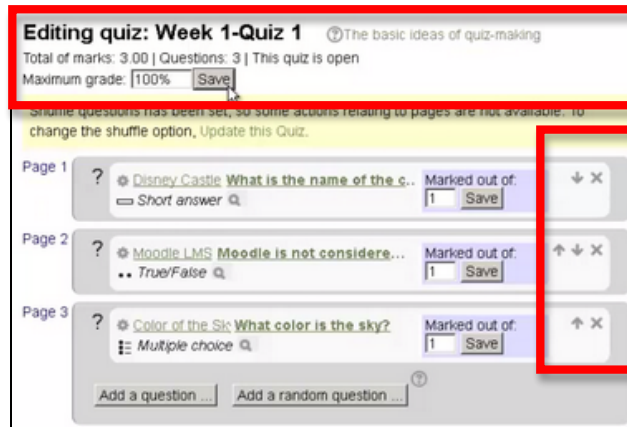 Editing quiz: Week 1-Quiz 1 The basic ideas of quiz-making
Total of marks: 3.00 | Questions: 3 | This quiz is open
Maximum grade: 100% Save
Shuffle questions has been set, so some actions relating to pages are not available. To
change the shuffle option, Update this Quiz.
Page 1
? Disney Castle What is the name of the c... Marked out of:
Short answer 1 Save
Page 2
? Moodle LMS Moodle is not considere... Marked out of:
True/False 1 Save
Page 3
? Color of the Sk What color is the sky? Marked out of:
Multiple choice 1 Save
Add a question ... Add a random question ...